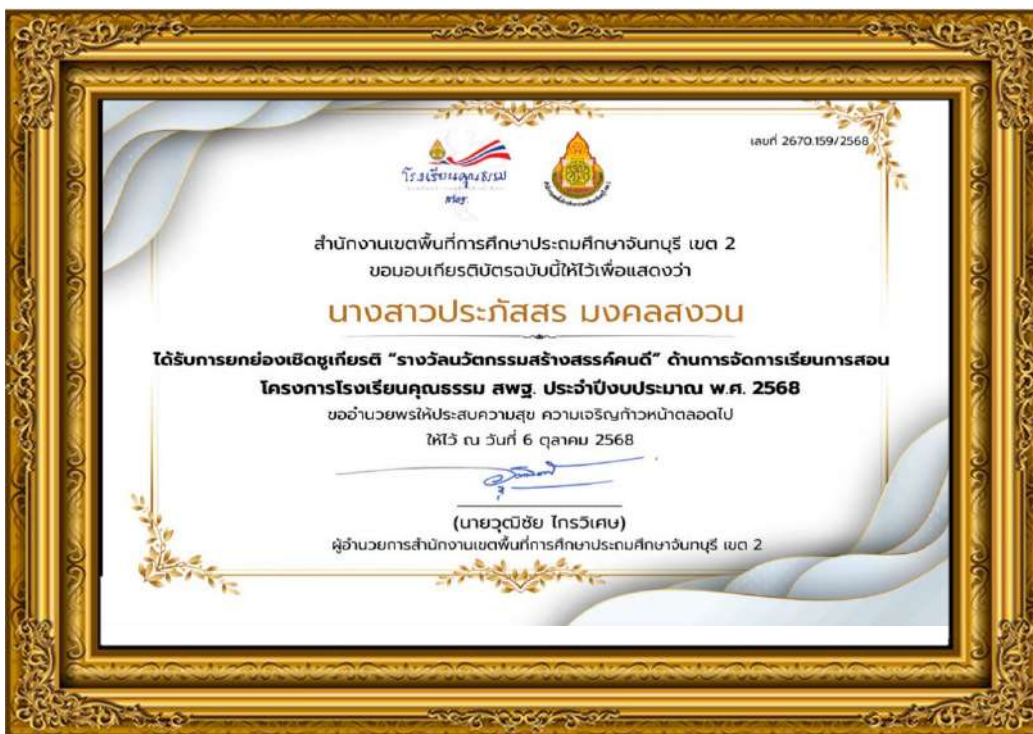 เลขที่ 2670.159/2568
โรงเรียนคุณธรรม
สพฐ.
สำนักงานเขตพื้นที่การศึกษาประถมศึกษาจันทบุรี เขต 2
ขอมอบเกียรติบัตรฉบับนี้ให้ไว้เพื่อแสดงว่า
นางสาวประภัสสร มงคลสงวน
ได้รับการยกย่องเชิดชูเกียรติ “รางวัลนวัตกรรมสร้างสรรค์คนดี” ด้านการจัดการเรียนการสอน
โครงการโรงเรียนคุณธรรม สพฐ. ประจำปีงบประมาณ พ.ศ. 2568
ขออำนวยพรให้ประสบความสุข ความเจริญก้าวหน้าตลอดไป
ให้ไว้ ณ วันที่ 6 ตุลาคม 2568
(นายวุฒิชัย ไกรวิเศษ)
ผู้อำนวยการสำนักงานเขตพื้นที่การศึกษาประถมศึกษาจันทบุรี เขต 2